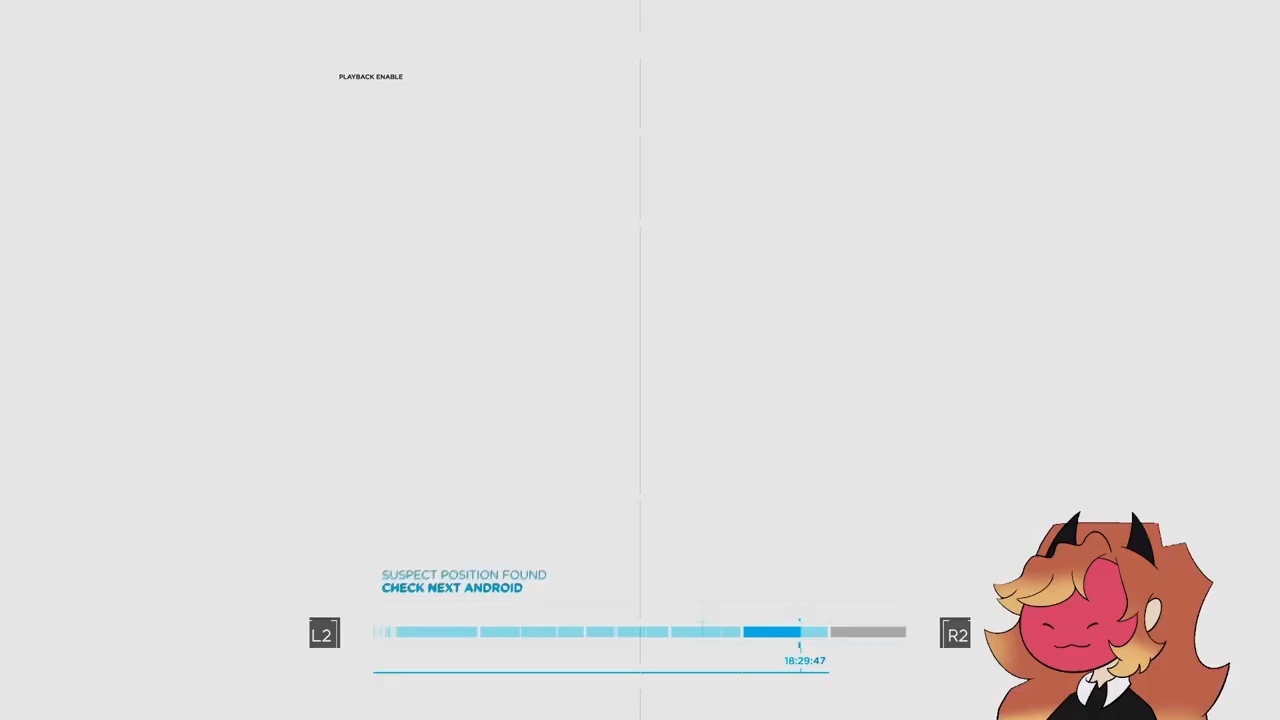 PLAYBACK ENABLE
SUSPECT POSITION FOUND
CHECK NEXT ANDROID
L2
R2
18:29:47